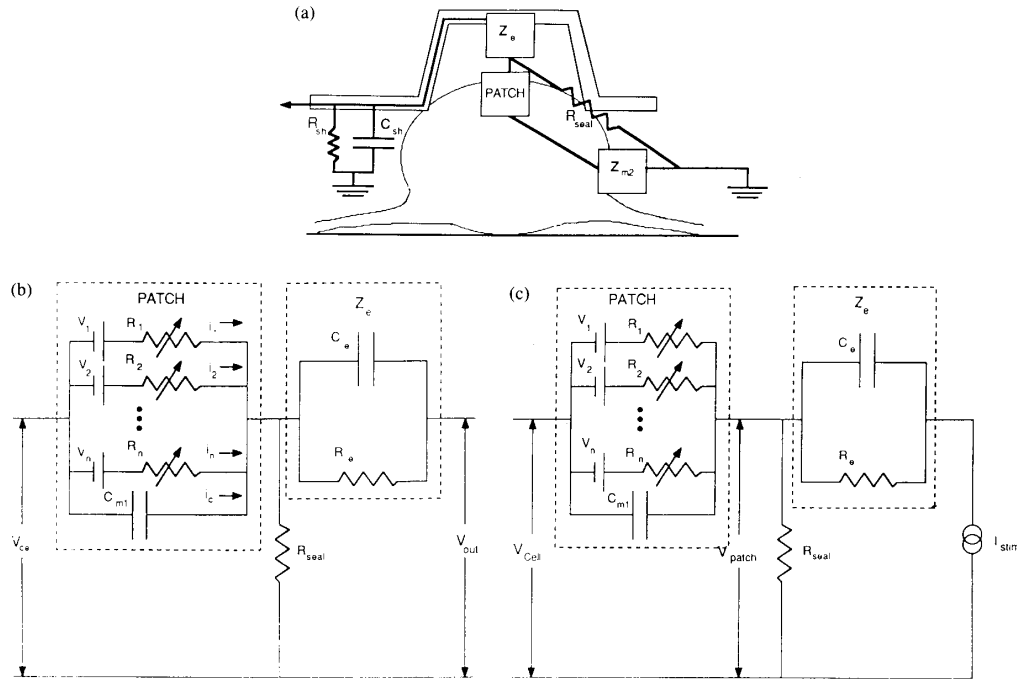 (a)
Z e
PATCH
R seal
R sh
C sh
Z m2
(b)
PATCH
V 1
R 1
i 1
V 2
R 2
i 2
V n
R n
i n
C m1
i c
Z e
C e
R e
V ce
R seal
V out
(c)
PATCH
V 1
R 1
V 2
R 2
V n
R n
C m1
Z e
C e
R e
V Cell
V patch
R seal
I stim